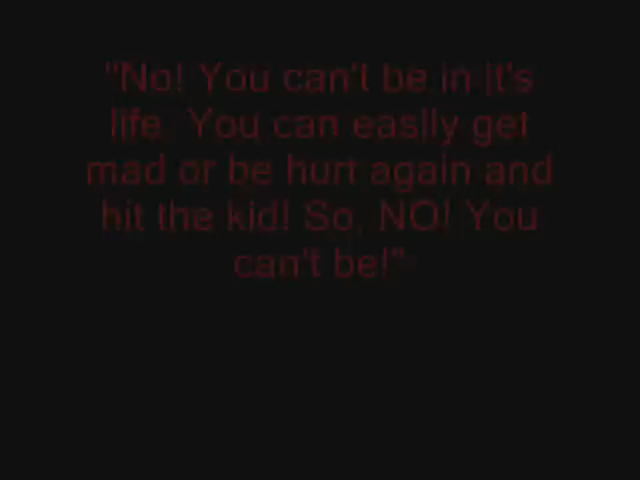 "No! You can't be in it's
life. You can easily get
mad or be hurt again and
hit the kid! So, NO! You
can't be!"